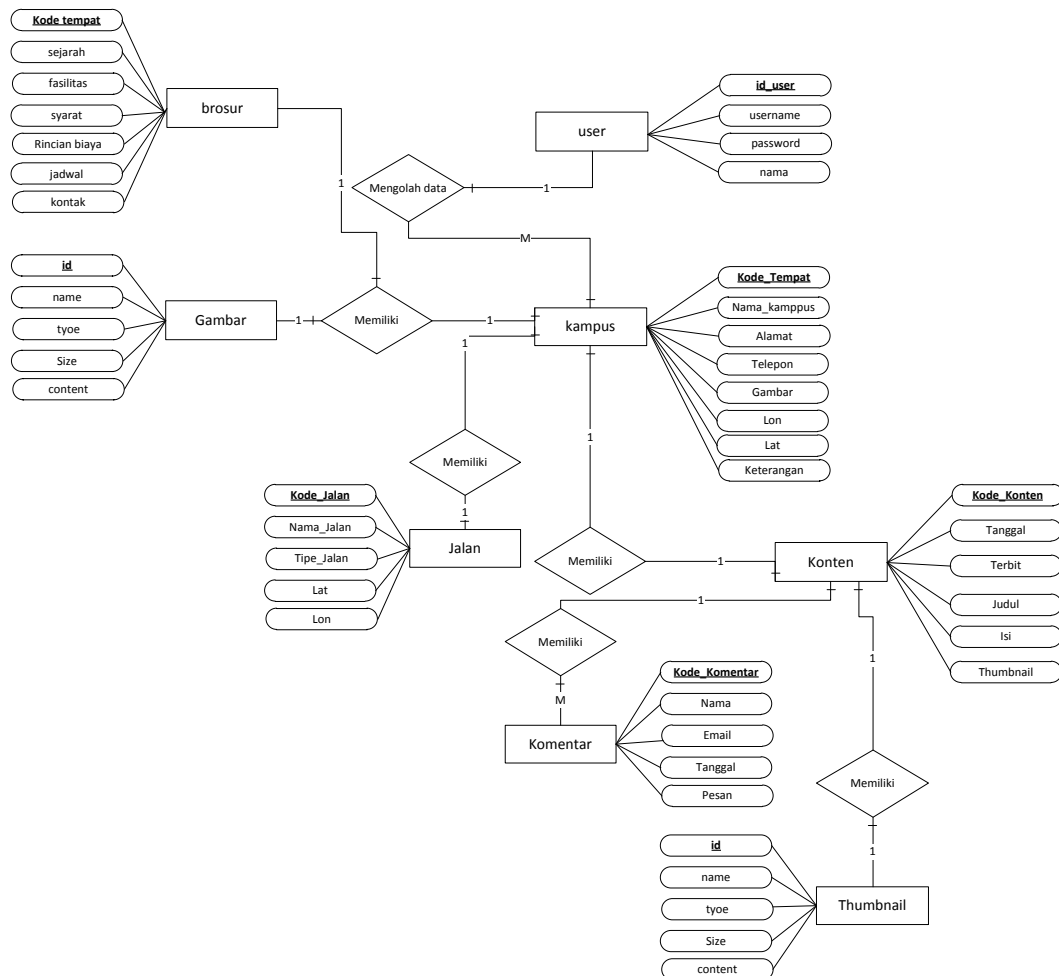 Kode tempat
sejarah
fasilitas
syarat
Rincian biaya
jadwal
kontak
brosur
1
id_user
username
password
nama
user
1
Mengolah data
M
id
name
tyoe
Size
content
Gambar
1
Memiliki
1
kampus
Kode_Tempat
Nama_kamppus
Alamat
Telepon
Gambar
Lon
Lat
Keterangan
1
Memiliki
1
Kode_Jalan
Nama_Jalan
Tipe_Jalan
Lat
Lon
Jalan
1
Memiliki
1
Konten
Kode_Konten
Tanggal
Terbit
Judul
Isi
Thumbnail
1
Memiliki
M
Komentar
Kode_Komentar
Nama
Email
Tanggal
Pesan
1
Memiliki
1
id
name
tyoe
Size
content
Thumbnail